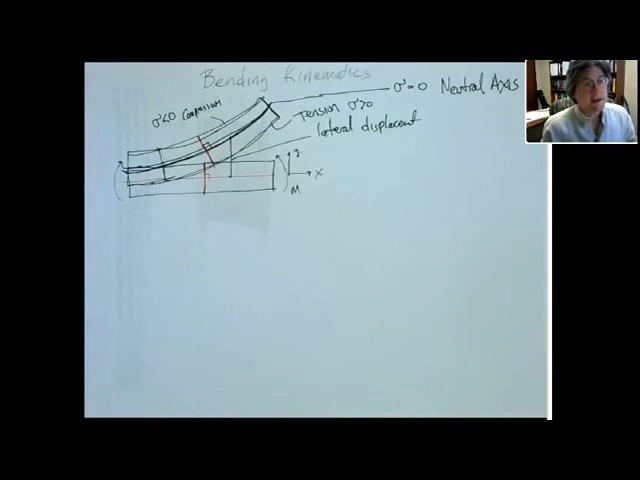 Bending Kinematics
σ=0 Neutral Axis
σ<0 Compression
Tension σ>0
lateral displacement
y
x
M